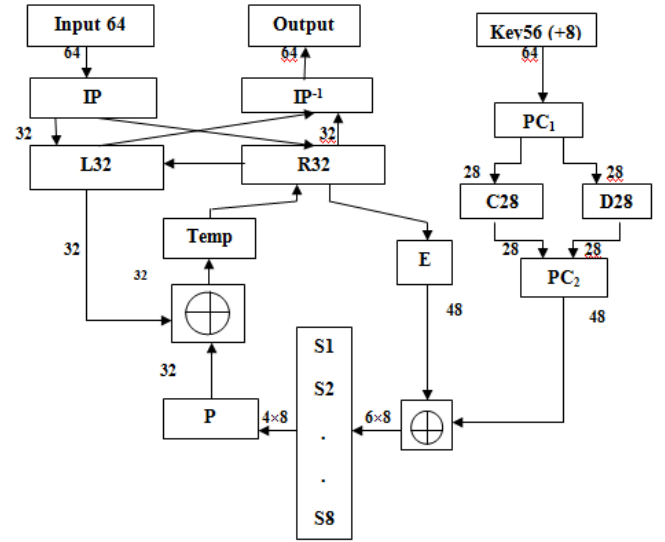 Input 64
Output
Kev56 (+8)
64
64
64
IP
IP-1
PC1
32
32
L32
R32
28
28
C28
D28
Temp
28
28
32
E
PC2
32
48
48
S1
32
S2
P
4×8
.
6×8
.
S8